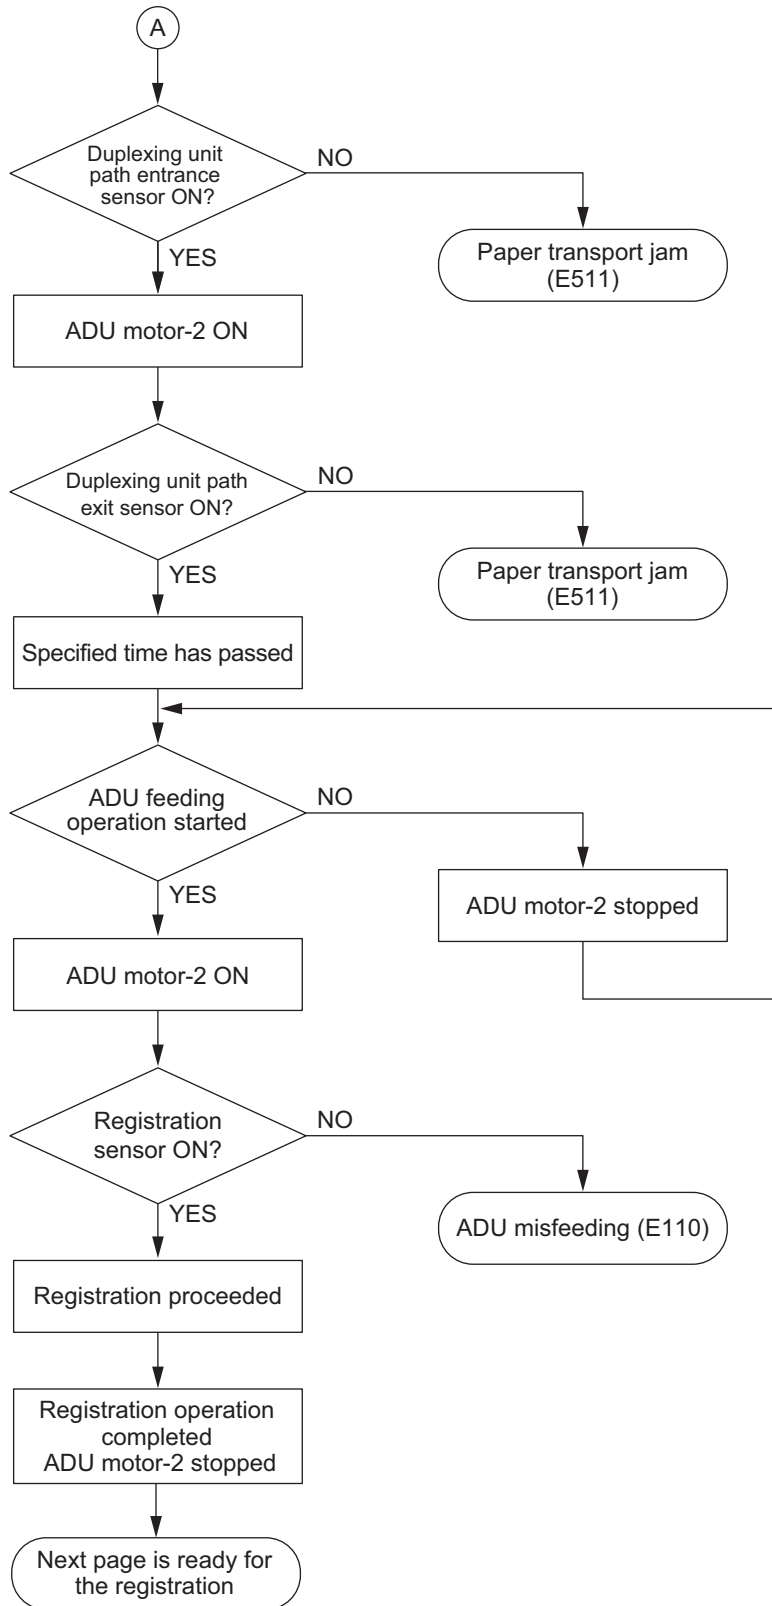 A
Duplexing unit
path entrance
sensor ON?
NO
YES
Paper transport jam
(E511)
ADU motor-2 ON
Duplexing unit path
exit sensor ON?
NO
YES
Paper transport jam
(E511)
Specified time has passed
ADU feeding
operation started
NO
YES
ADU motor-2 stopped
ADU motor-2 ON
Registration
sensor ON?
NO
YES
ADU misfeeding (E110)
Registration proceeded
Registration operation
completed
ADU motor-2 stopped
Next page is ready for
the registration